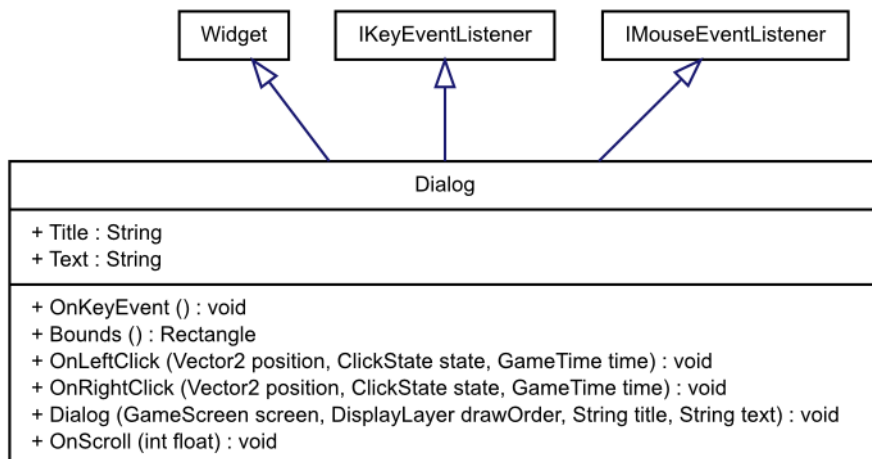 Widget
IKeyEventListener
IMouseEventListener
Dialog
+ Title : String
+ Text : String
+ OnKeyEvent () : void
+ Bounds () : Rectangle
+ OnLeftClick (Vector2 position, ClickState state, GameTime time) : void
+ OnRightClick (Vector2 position, ClickState state, GameTime time) : void
+ Dialog (GameScreen screen, DisplayLayer drawOrder, String title, String text) : void
+ OnScroll (int float) : void